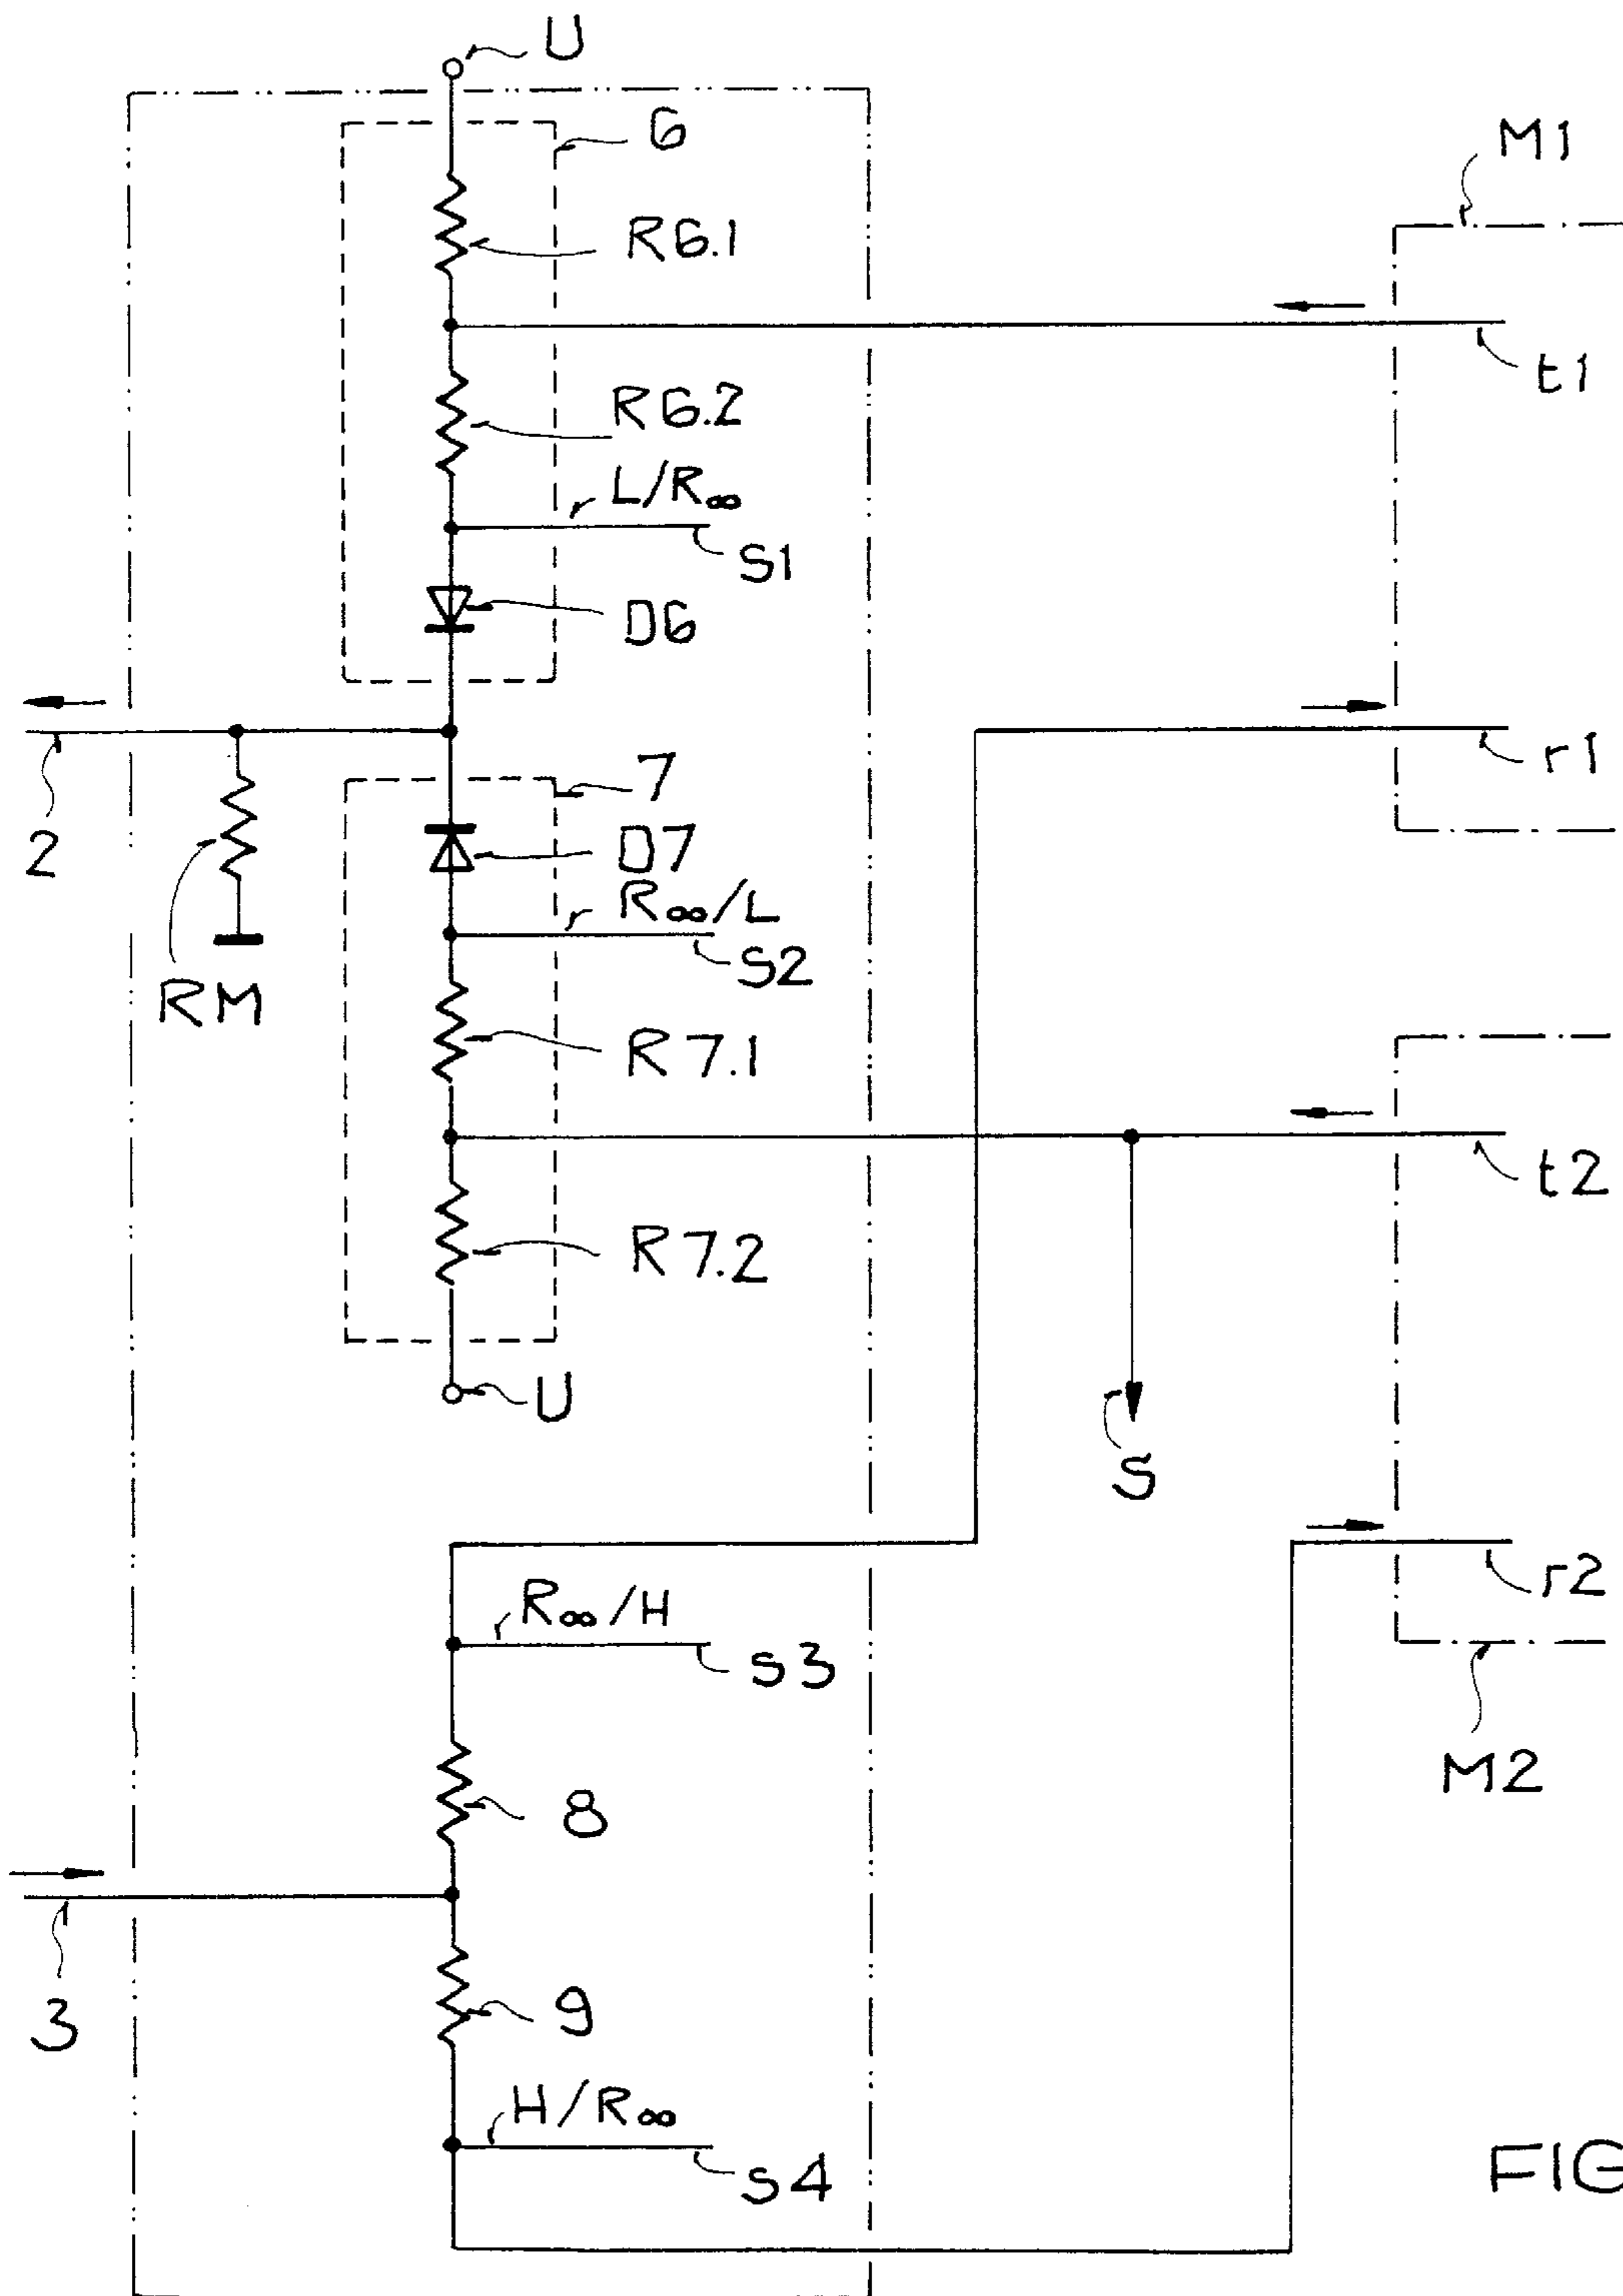 U
6
M1
R6.1
t1
R6.2
L/R∞
S1
D6
r1
2
7
D7
R∞/L
S2
RM
R7.1
t2
R7.2
U
S
r2
R∞/H
s3
M2
8
3
9
H/R∞
s4
FIG